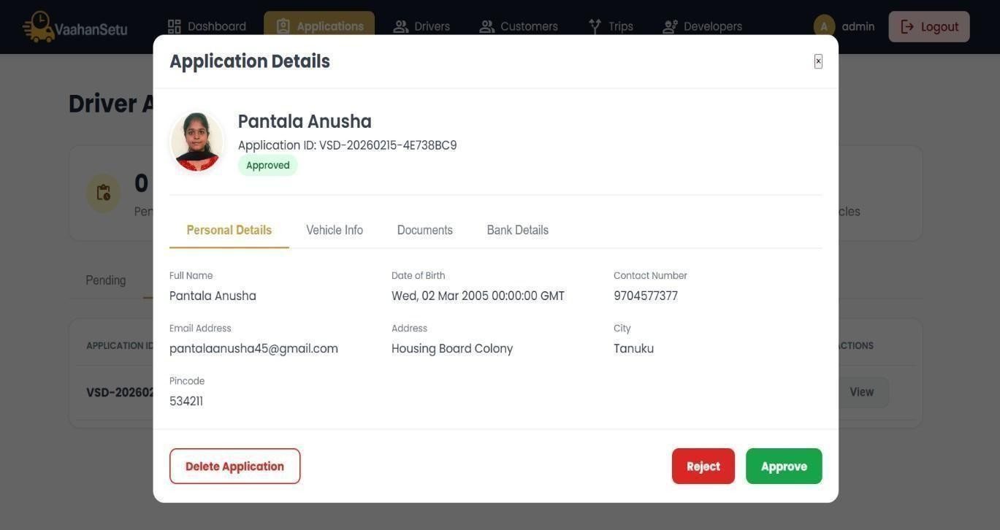 VaahanSetu Dashboard Applications Drivers Customers Trips Developers A admin Logout
Application Details ×
Driver A
Pantala Anusha
Application ID: VSD-20260215-4E738BC9
Approved
0
Per cles
Personal Details Vehicle Info Documents Bank Details
Pending
Full Name Date of Birth Contact Number
Pantala Anusha Wed, 02 Mar 2005 00:00:00 GMT 9704577377
Email Address Address City
pantalaanusha45@gmail.com Housing Board Colony Tanuku
APPLICATION ID ACTIONS
Pincode
534211
VSD-202602 View
Delete Application Reject Approve